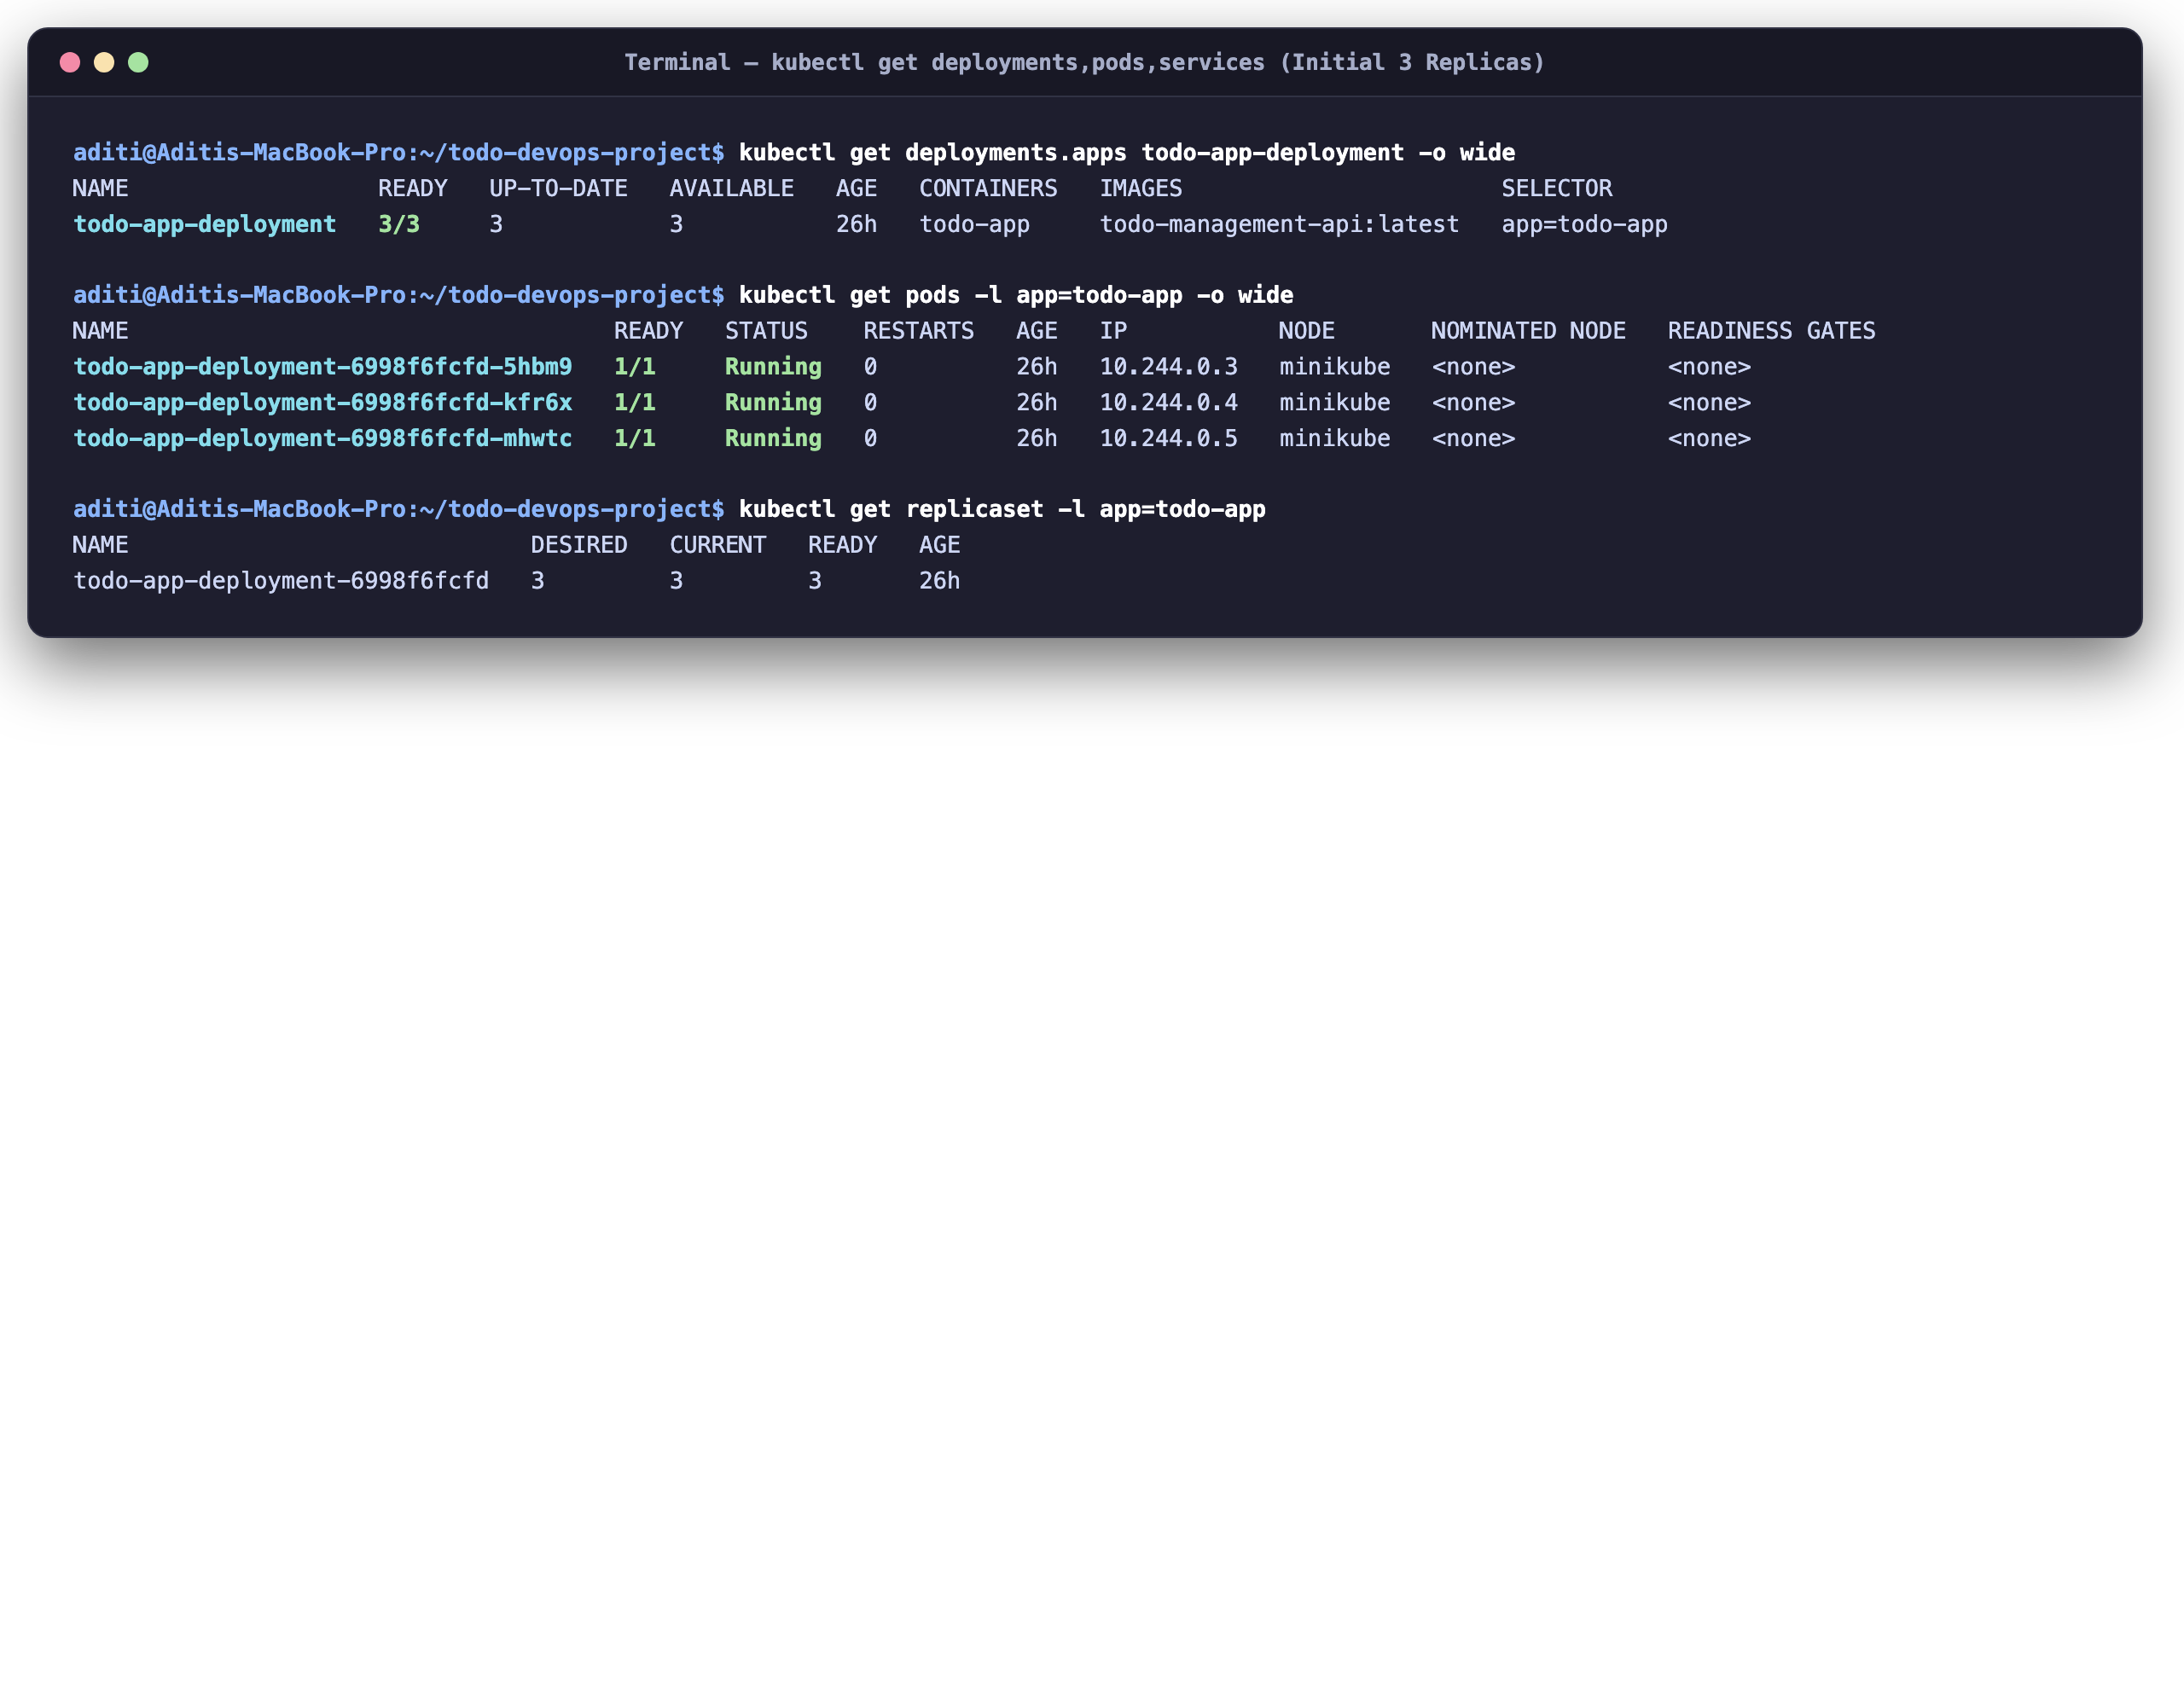 Terminal — kubectl get deployments,pods,services (Initial 3 Replicas)
aditi@Aditis-MacBook-Pro:~/todo-devops-project$ kubectl get deployments.apps todo-app-deployment -o wide
NAME                  READY   UP-TO-DATE   AVAILABLE   AGE   CONTAINERS   IMAGES                       SELECTOR
todo-app-deployment   3/3     3            3           26h   todo-app     todo-management-api:latest   app=todo-app
aditi@Aditis-MacBook-Pro:~/todo-devops-project$ kubectl get pods -l app=todo-app -o wide
NAME                                   READY   STATUS    RESTARTS   AGE   IP           NODE       NOMINATED NODE   READINESS GATES
todo-app-deployment-6998f6fcfd-5hbm9   1/1     Running   0          26h   10.244.0.3   minikube   <none>           <none>
todo-app-deployment-6998f6fcfd-kfr6x   1/1     Running   0          26h   10.244.0.4   minikube   <none>           <none>
todo-app-deployment-6998f6fcfd-mhwtc   1/1     Running   0          26h   10.244.0.5   minikube   <none>           <none>
aditi@Aditis-MacBook-Pro:~/todo-devops-project$ kubectl get replicaset -l app=todo-app
NAME                             DESIRED   CURRENT   READY   AGE
todo-app-deployment-6998f6fcfd   3         3         3       26h